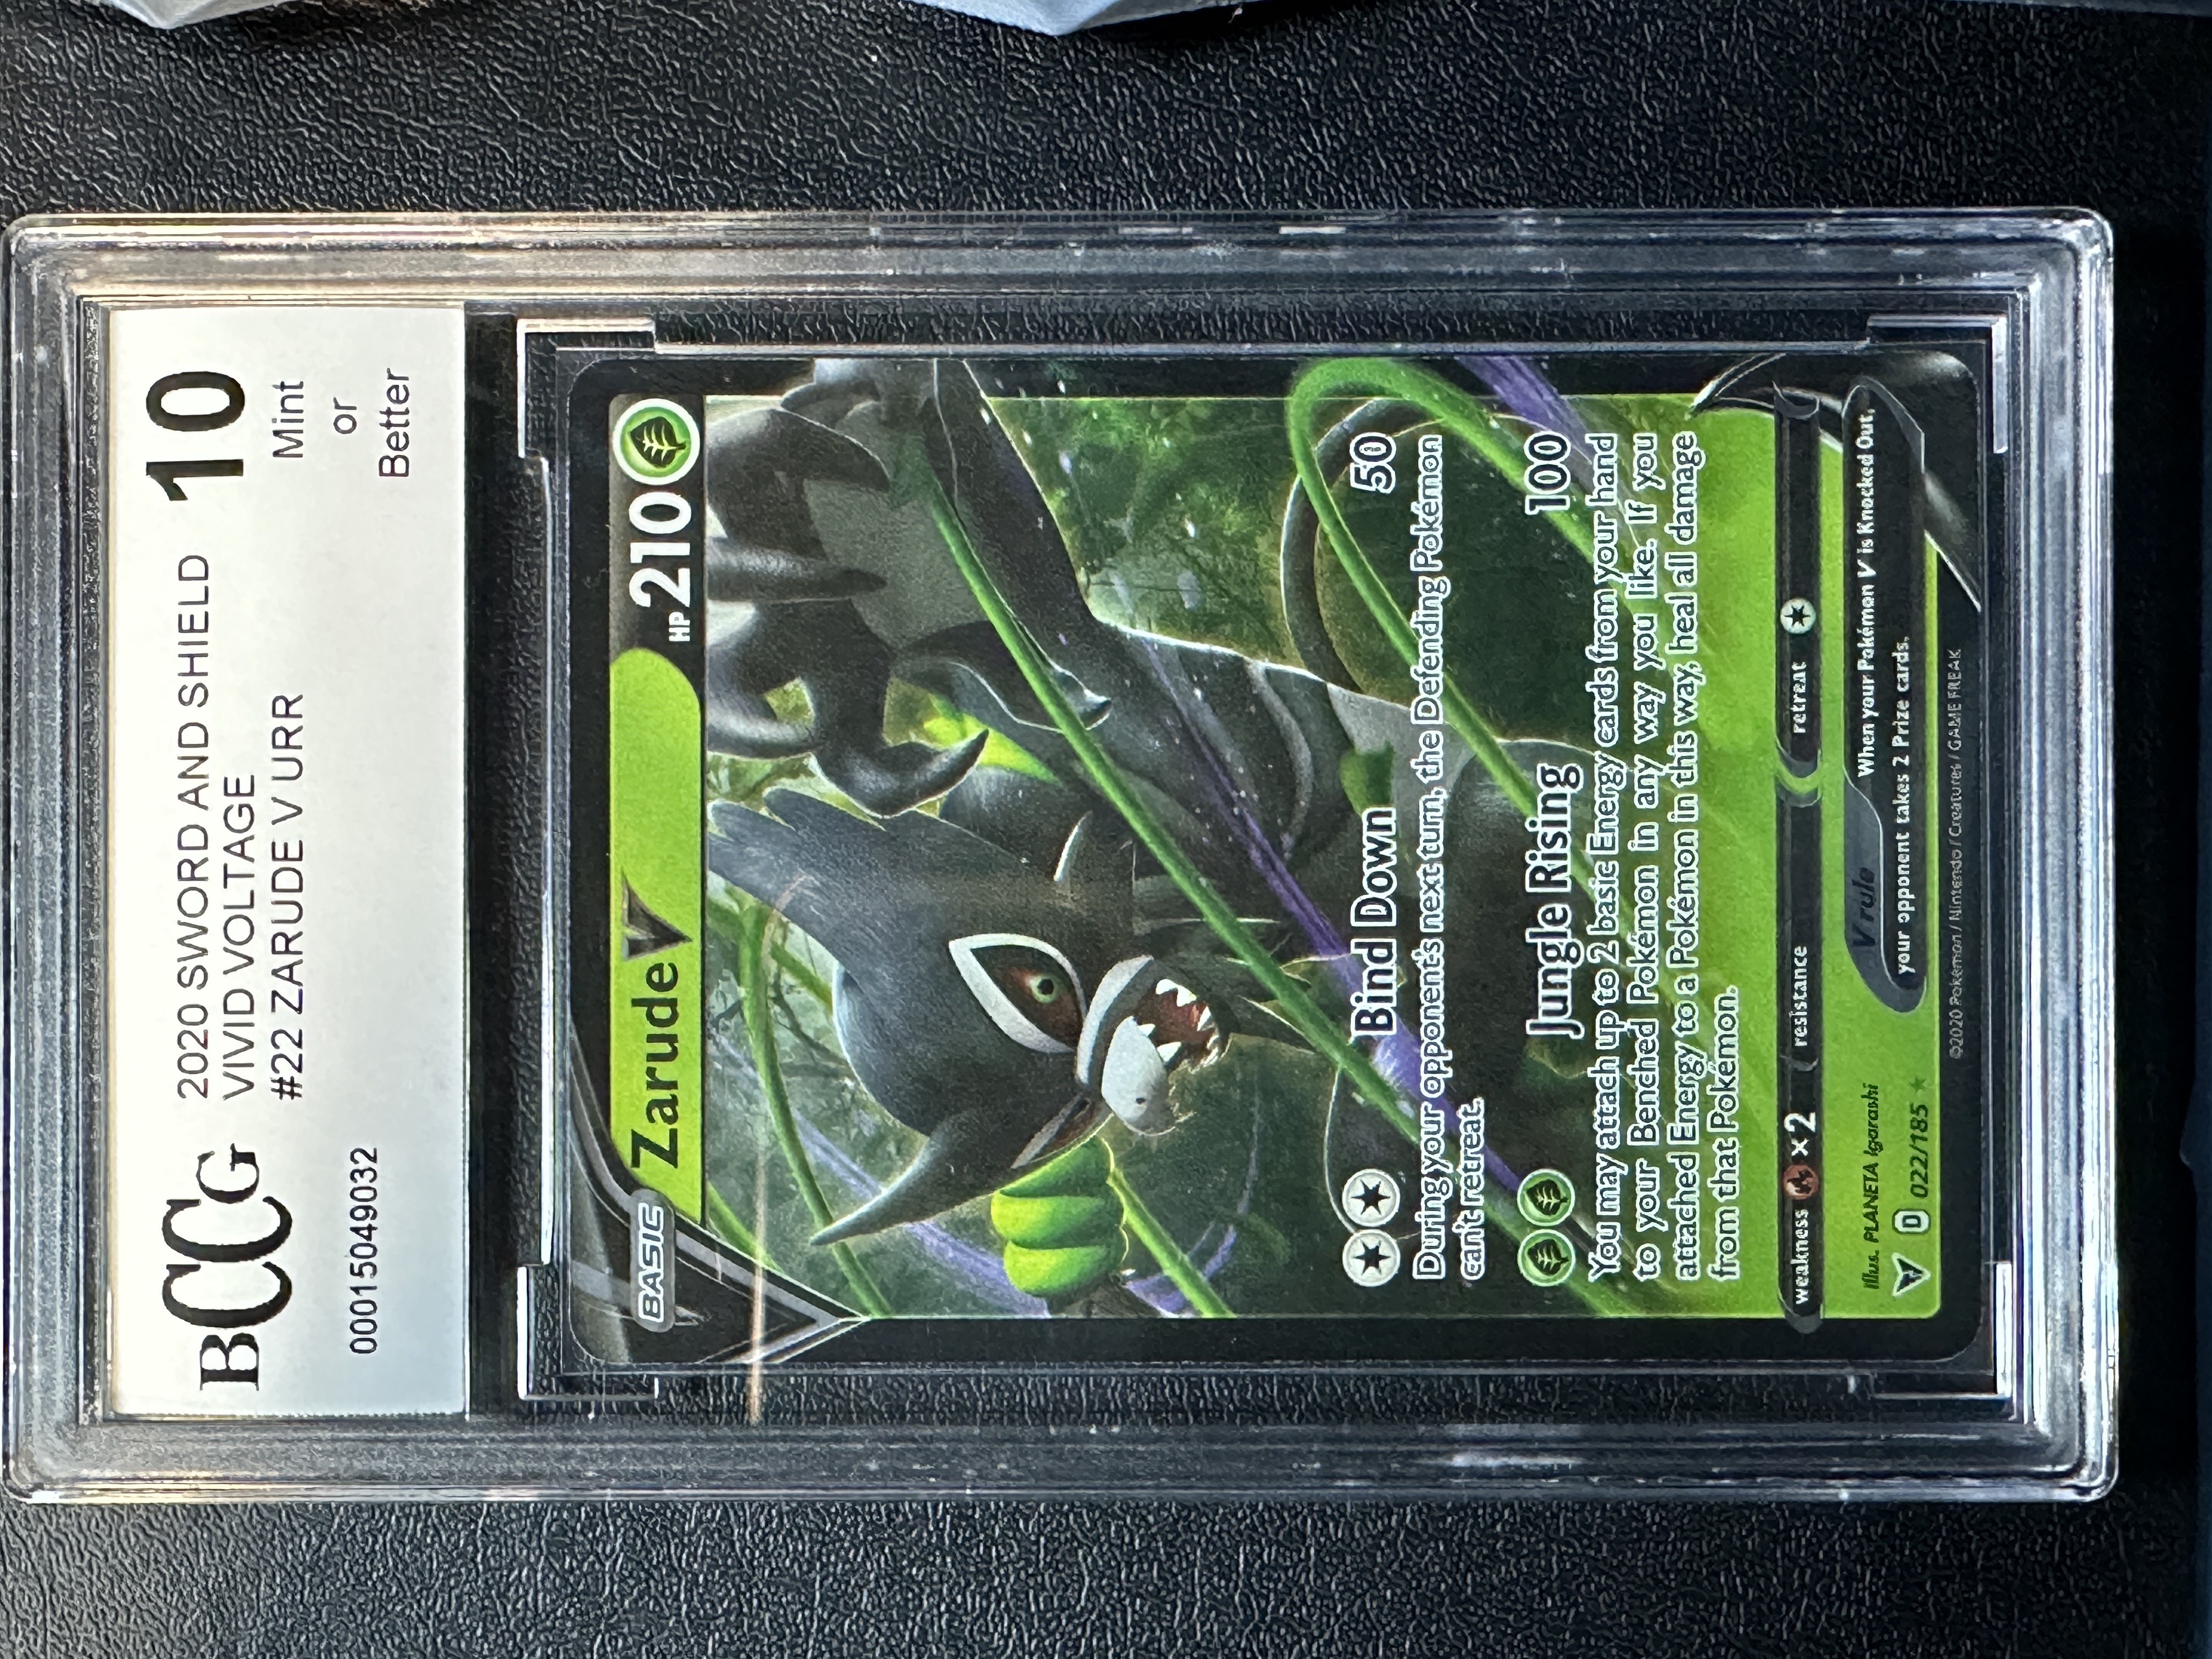 BCCG
2020 SWORD AND SHIELD
VIVID VOLTAGE
#22 ZARUDE V URR
10
Mint
or
Better
0001505049032
BASIC
Zarude V
HP 210
Bind Down 50
During your opponent's next turn, the Defending Pokémon
can't retreat.
Jungle Rising 100
You may attach up to 2 basic Energy cards from your hand
to your Benched Pokémon in any way you like. If you
attached Energy to a Pokémon in this way, heal all damage
from that Pokémon.
weakness ×2 resistance retreat
Illus. PLANETA Igarashi
D 022/185 ★
V rule When your Pokémon V is Knocked Out,
your opponent takes 2 Prize cards.
©2020 Pokémon / Nintendo / Creatures / GAME FREAK